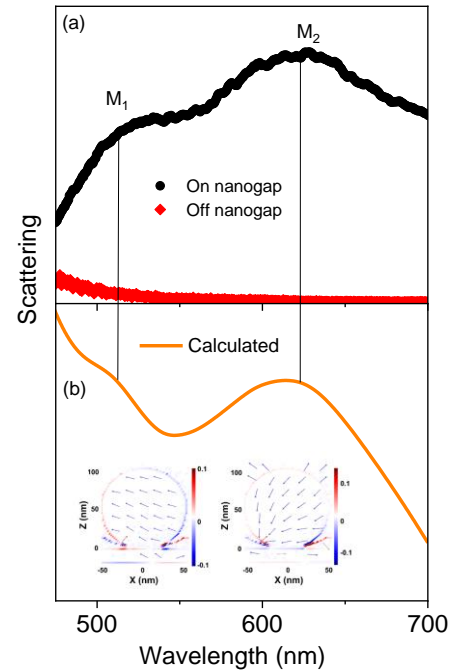 (a)
M1
M2
On nanogap
Off nanogap
Scattering
Calculated
(b)
100
50
0
Z (nm)
-50
0
50
X (nm)
0.1
0
-0.1
100
50
0
Z (nm)
-50
0
50
X (nm)
0.1
0
-0.1
500
600
700
Wavelength (nm)